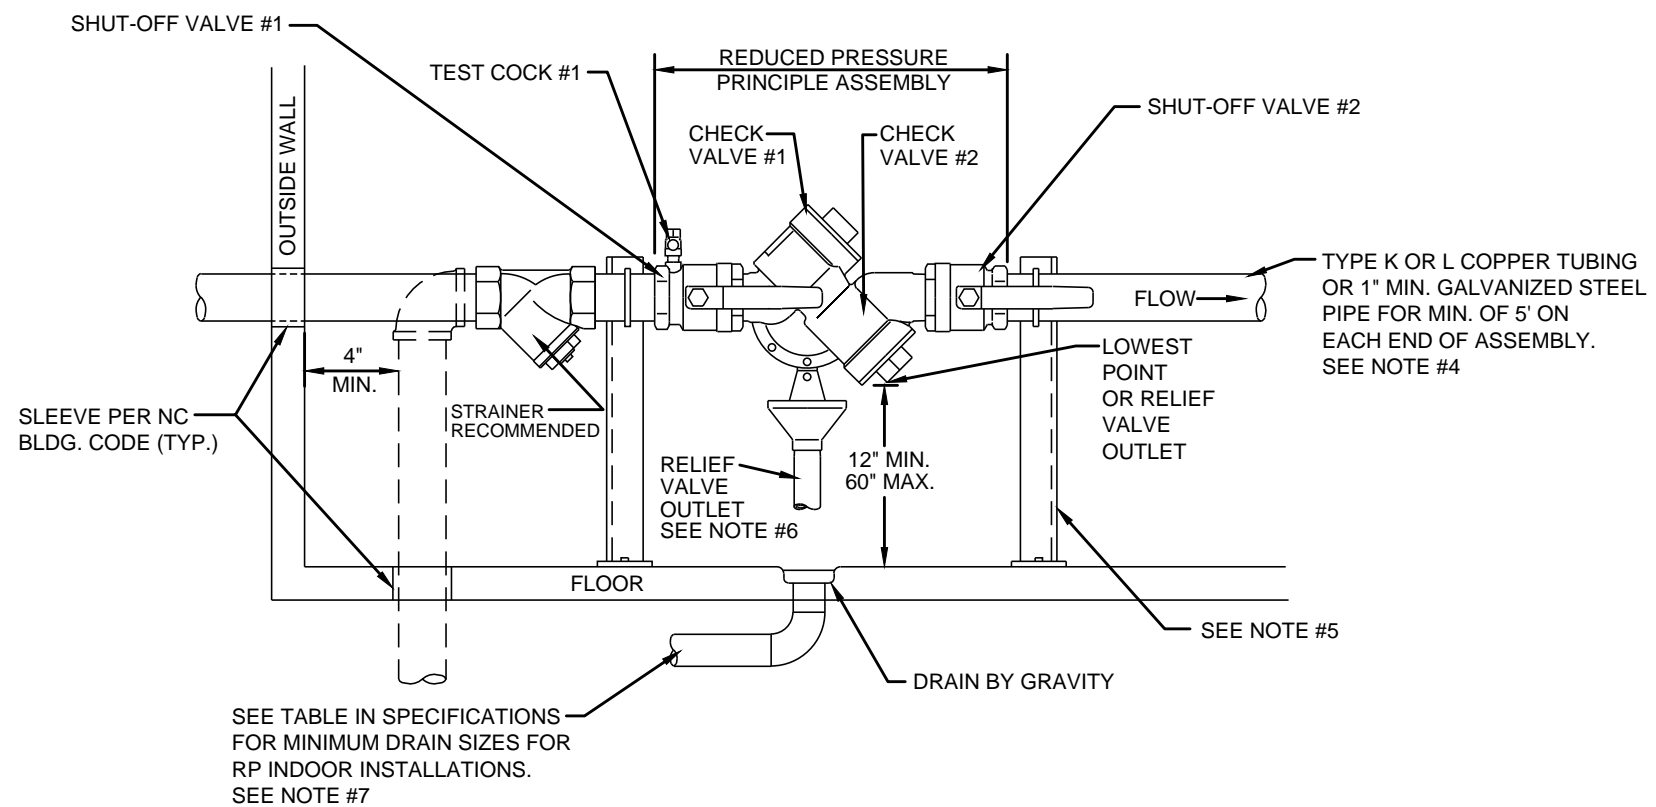 SHUT-OFF VALVE #1
TEST COCK #1
REDUCED PRESSURE
PRINCIPLE ASSEMBLY
SHUT-OFF VALVE #2
CHECK
VALVE #1
CHECK
VALVE #2
OUTSIDE WALL
FLOW
TYPE K OR L COPPER TUBING
OR 1" MIN. GALVANIZED STEEL
PIPE FOR MIN. OF 5' ON
EACH END OF ASSEMBLY.
SEE NOTE #4
4"
MIN.
LOWEST
POINT
OR RELIEF
VALVE
OUTLET
SLEEVE PER NC
BLDG. CODE (TYP.)
STRAINER
RECOMMENDED
12" MIN.
60" MAX.
RELIEF
VALVE
OUTLET
SEE NOTE #6
FLOOR
SEE NOTE #5
DRAIN BY GRAVITY
SEE TABLE IN SPECIFICATIONS
FOR MINIMUM DRAIN SIZES FOR
RP INDOOR INSTALLATIONS.
SEE NOTE #7